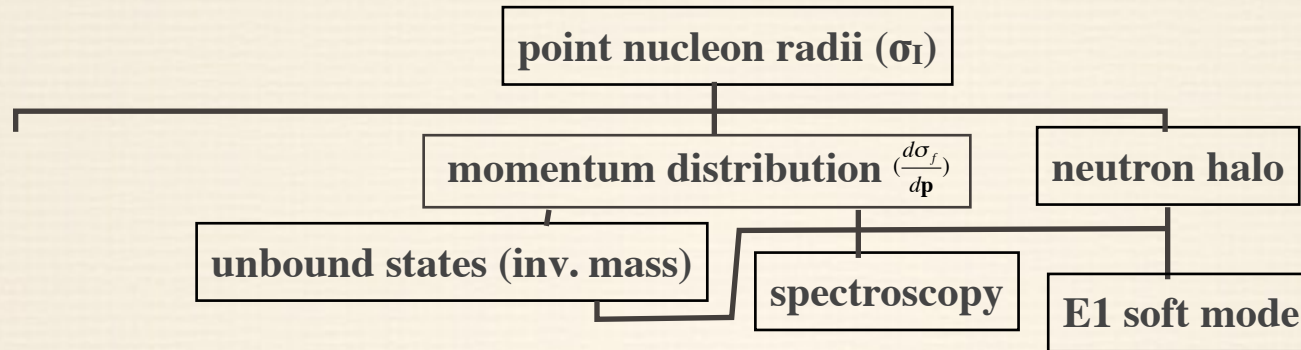 point nucleon radii (σI)
momentum distribution (dσf/dp)
neutron halo
unbound states (inv. mass)
spectroscopy
E1 soft mode